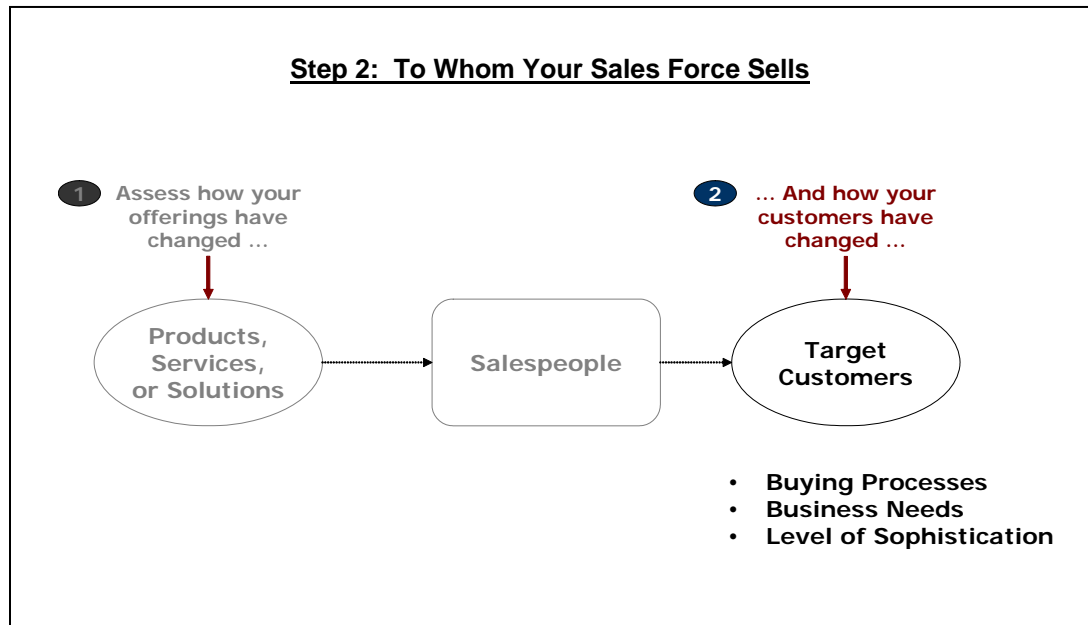 Step 2:  To Whom Your Sales Force Sells
1
Assess how your
offerings have
changed ...
2
... And how your
customers have
changed ...
Products,
Services,
or Solutions
Salespeople
Target
Customers
• Buying Processes
• Business Needs
• Level of Sophistication